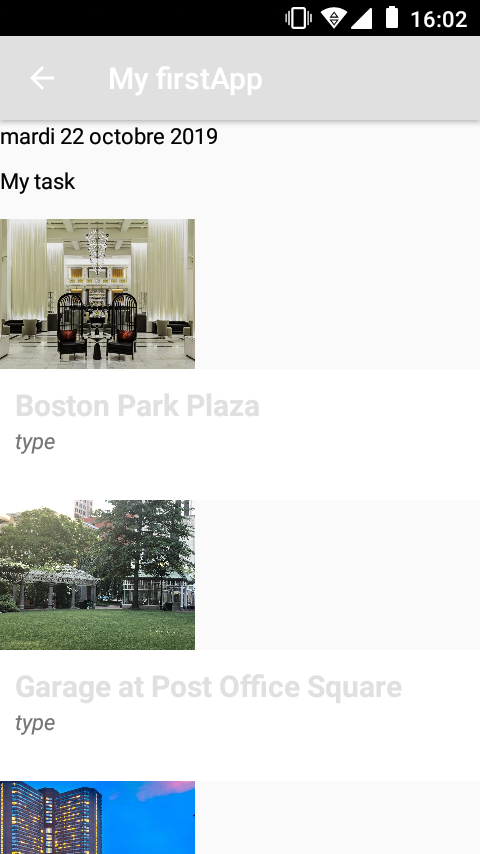 16:02
My firstApp
mardi 22 octobre 2019
My task
Boston Park Plaza
type
Garage at Post Office Square
type